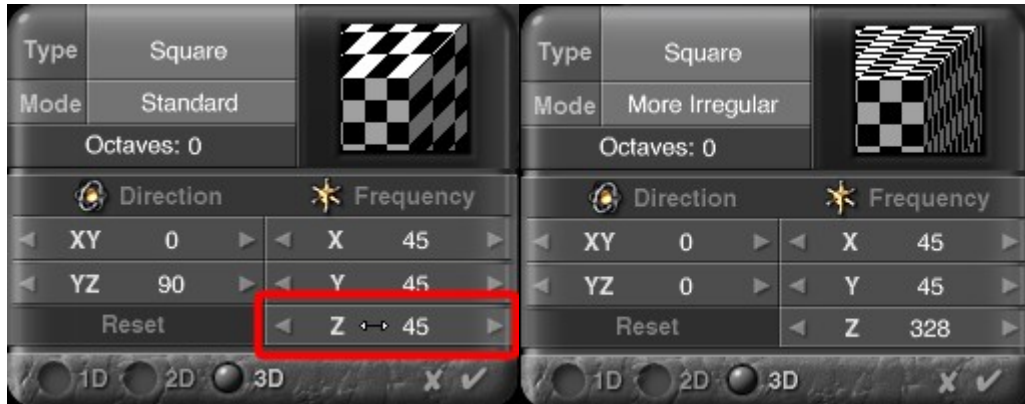 Type Square
Mode Standard
Octaves: 0
Direction Frequency
XY 0 X 45
YZ 90 Y 45
Reset Z 45
1D 2D 3D
Type Square
Mode More Irregular
Octaves: 0
Direction Frequency
XY 0 X 45
YZ 0 Y 45
Reset Z 328
1D 2D 3D